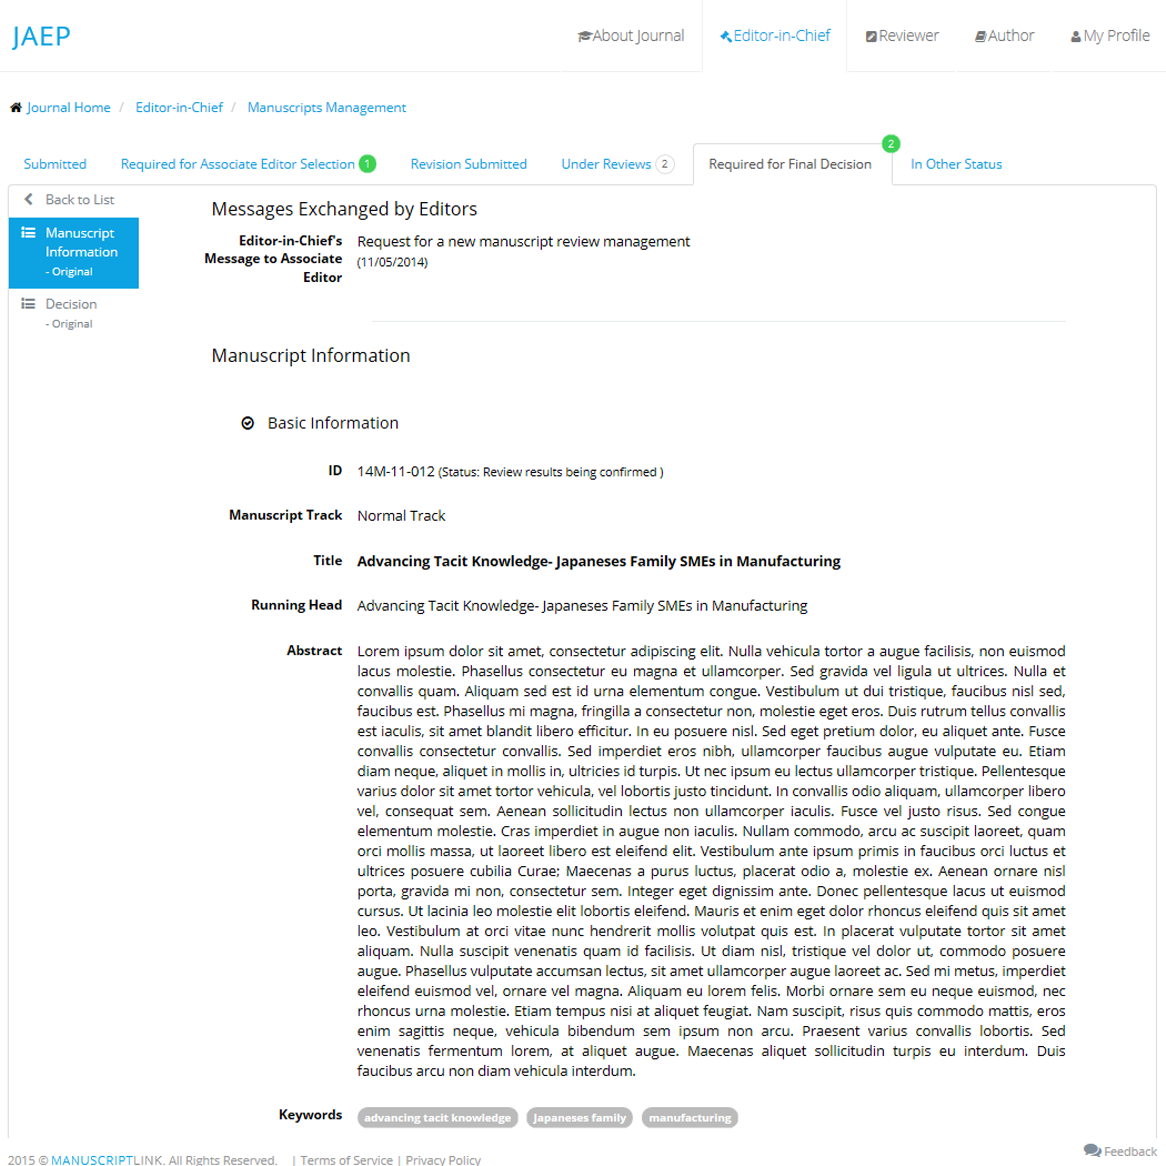 JAEP
About Journal
Editor-in-Chief
Reviewer
Author
My Profile
Journal Home / Editor-in-Chief / Manuscripts Management
Submitted
Required for Associate Editor Selection 1
Revision Submitted
Under Reviews 2
Required for Final Decision 2
In Other Status
Back to List
Manuscript
Information
- Original
Decision
- Original
Messages Exchanged by Editors
Editor-in-Chief's
Message to Associate
Editor
Request for a new manuscript review management
(11/05/2014)
Manuscript Information
Basic Information
ID 14M-11-012 (Status: Review results being confirmed )
Manuscript Track Normal Track
Title Advancing Tacit Knowledge- Japaneses Family SMEs in Manufacturing
Running Head Advancing Tacit Knowledge- Japaneses Family SMEs in Manufacturing
Abstract Lorem ipsum dolor sit amet, consectetur adipiscing elit. Nulla vehicula tortor a augue facilisis, non euismod
lacus molestie. Phasellus consectetur eu magna et ullamcorper. Sed gravida vel ligula ut ultrices. Nulla et
convallis quam. Aliquam sed est id urna elementum congue. Vestibulum ut dui tristique, faucibus nisl sed,
faucibus est. Phasellus mi magna, fringilla a consectetur non, molestie eget eros. Duis rutrum tellus convallis
est iaculis, sit amet blandit libero efficitur. In eu posuere nisl. Sed eget pretium dolor, eu aliquet ante. Fusce
convallis consectetur convallis. Sed imperdiet eros nibh, ullamcorper faucibus augue vulputate eu. Etiam
diam neque, aliquet in mollis in, ultricies id turpis. Ut nec ipsum eu lectus ullamcorper tristique. Pellentesque
varius dolor sit amet tortor vehicula, vel lobortis justo tincidunt. In convallis odio aliquam, ullamcorper libero
vel, consequat sem. Aenean sollicitudin lectus non ullamcorper iaculis. Fusce vel justo risus. Sed congue
elementum molestie. Cras imperdiet in augue non iaculis. Nullam commodo, arcu ac suscipit laoreet, quam
orci mollis massa, ut laoreet libero est eleifend elit. Vestibulum ante ipsum primis in faucibus orci luctus et
ultrices posuere cubilia Curae; Maecenas a purus luctus, placerat odio a, molestie ex. Aenean ornare nisl
porta, gravida mi non, consectetur sem. Integer eget dignissim ante. Donec pellentesque lacus ut euismod
cursus. Ut lacinia leo molestie elit lobortis eleifend. Mauris et enim eget dolor rhoncus eleifend quis sit amet
leo. Vestibulum at orci vitae nunc hendrerit mollis volutpat quis est. In placerat vulputate tortor sit amet
aliquam. Nulla suscipit venenatis quam id facilisis. Ut diam nisl, tristique vel dolor ut, commodo posuere
augue. Phasellus vulputate accumsan lectus, sit amet ullamcorper augue laoreet ac. Sed mi metus, imperdiet
eleifend euismod vel, ornare vel magna. Aliquam eu lorem felis. Morbi ornare sem eu neque euismod, nec
rhoncus urna molestie. Etiam tempus nisi at aliquet feugiat. Nam suscipit, risus quis commodo mattis, eros
enim sagittis neque, vehicula bibendum sem ipsum non arcu. Praesent varius convallis lobortis. Sed
venenatis fermentum lorem, at aliquet augue. Maecenas aliquet sollicitudin turpis eu interdum. Duis
faucibus arcu non diam vehicula interdum.
Keywords advancing tacit knowledge Japaneses family manufacturing
2015 © MANUSCRIPTLINK. All Rights Reserved. | Terms of Service | Privacy Policy
Feedback